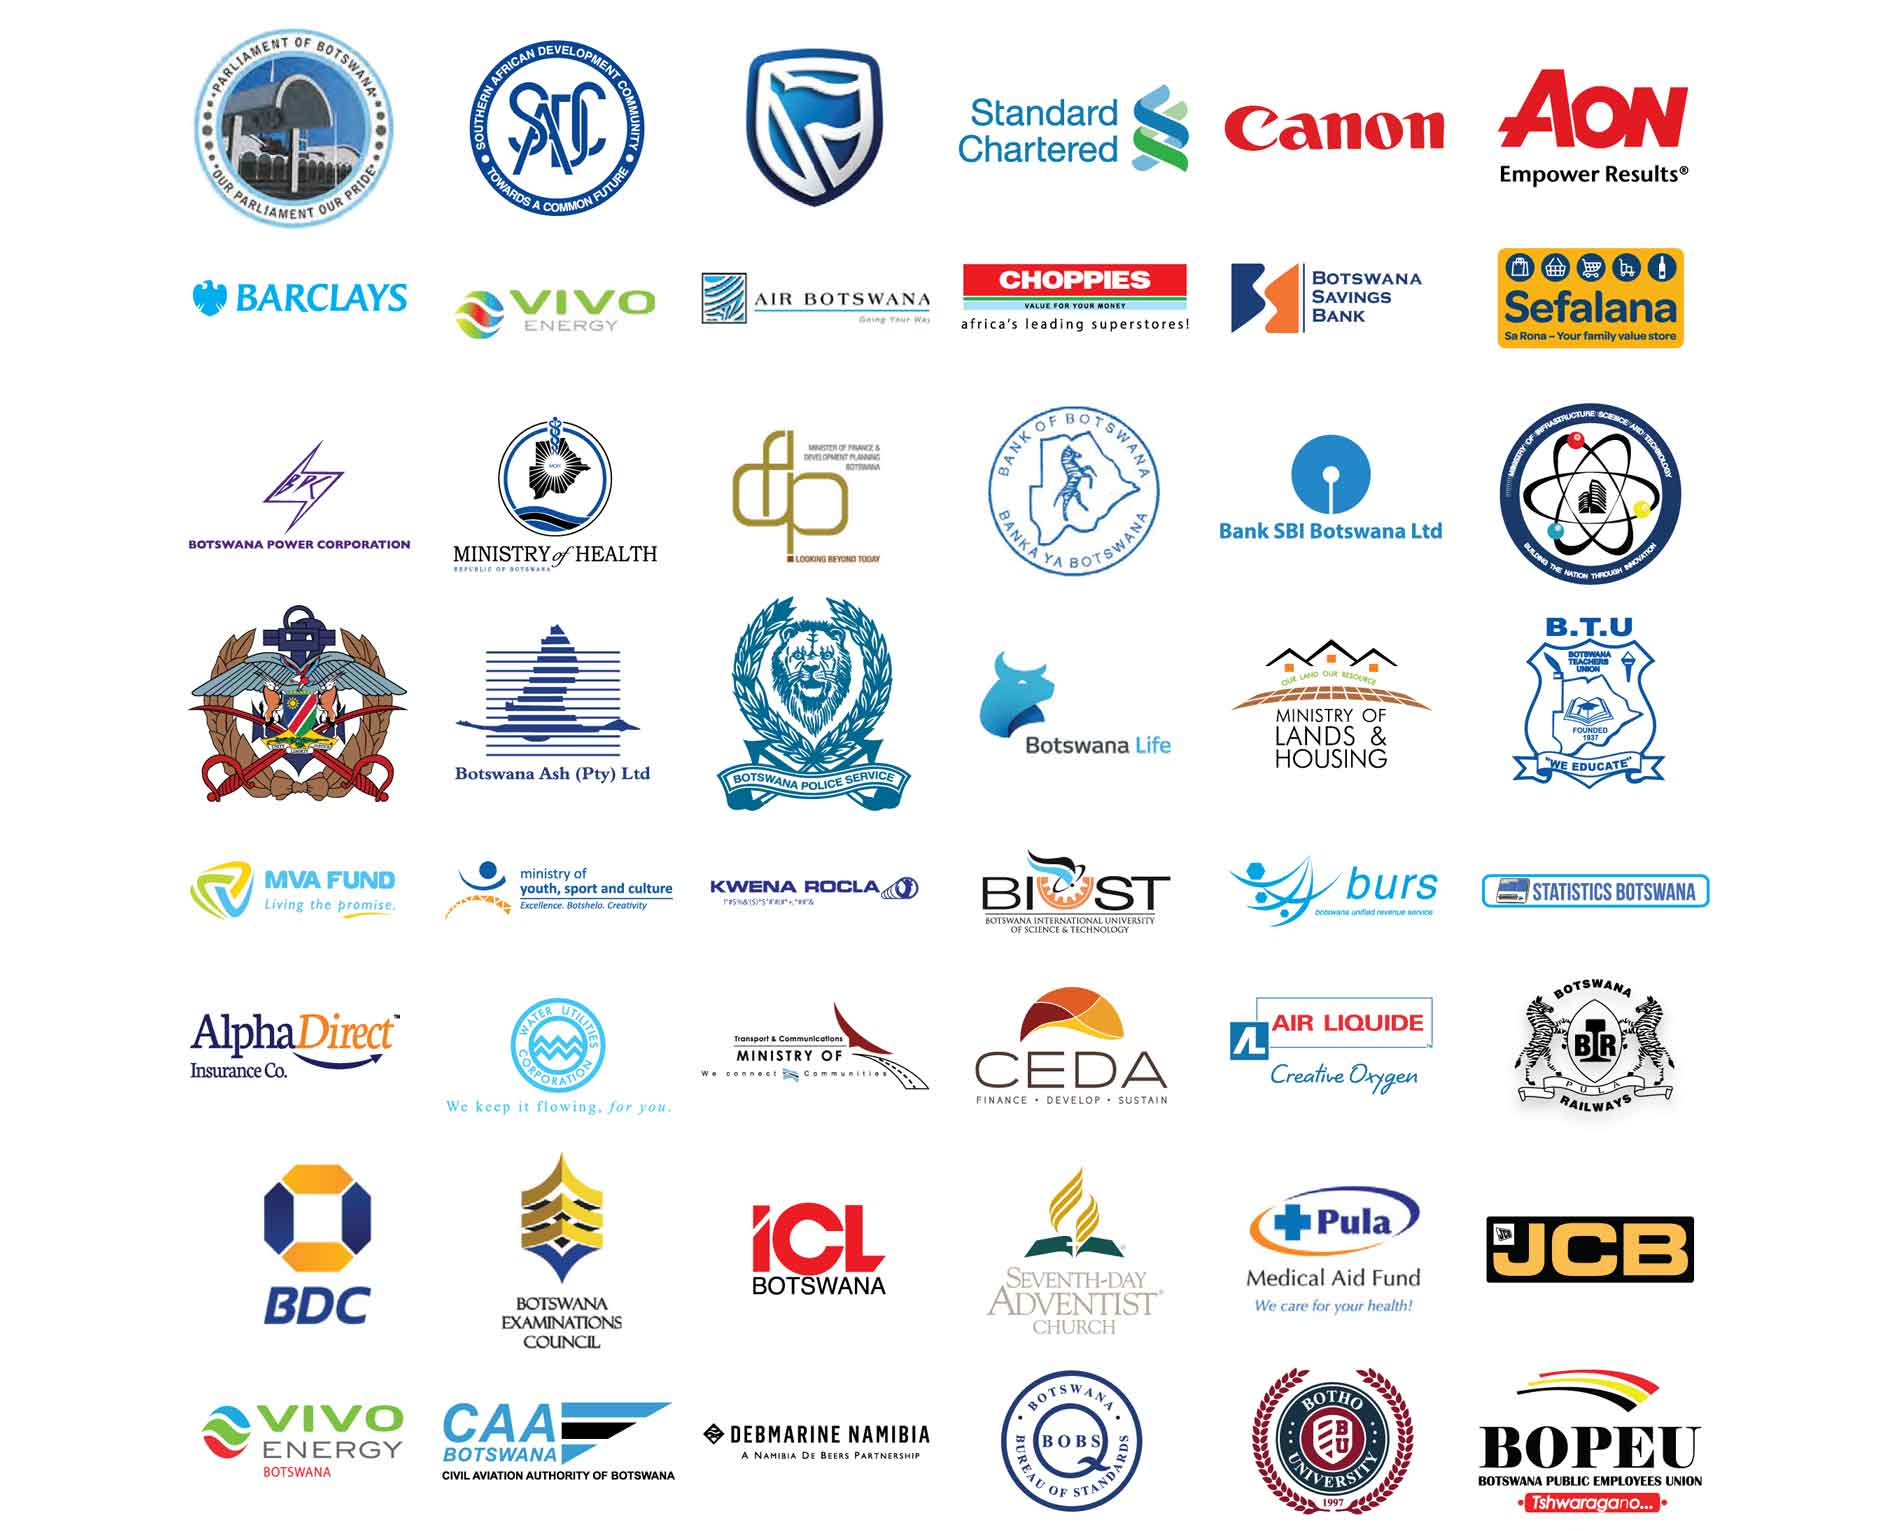 PARLIAMENT OF BOTSWANA
OUR PARLIAMENT OUR PRIDE
SOUTHERN AFRICAN DEVELOPMENT COMMUNITY
SADC
TOWARDS A COMMON FUTURE
Standard
Chartered
Canon
AON
Empower Results®
BARCLAYS
VIVO
ENERGY
AIR BOTSWANA
Going Your Way
CHOPPIES
VALUE FOR YOUR MONEY
africa's leading superstores!
BOTSWANA
SAVINGS
BANK
Sefalana
Sa Rona – Your family value store
BPC
BOTSWANA POWER CORPORATION
MOH
MINISTRY of HEALTH
REPUBLIC OF BOTSWANA
dfp
MINISTER OF FINANCE &
DEVELOPMENT PLANNING
BOTSWANA
LOOKING BEYOND TODAY
BANK OF BOTSWANA
BANKA YA BOTSWANA
Bank SBI Botswana Ltd
MINISTRY OF INFRASTRUCTURE SCIENCE AND TECHNOLOGY
BUILDING THE NATION THROUGH INNOVATION
UNITY LIBERTY JUSTICE
Botswana Ash (Pty) Ltd
BOTSWANA POLICE SERVICE
Botswana Life
OUR LAND OUR RESOURCE
MINISTRY OF
LANDS &
HOUSING
B.T.U
BOTSWANA
TEACHERS
UNION
FOUNDED
1937
"WE EDUCATE"
MVA FUND
Living the promise.
ministry of
youth, sport and culture
Excellence. Botshelo. Creativity
KWENA ROCLA
BIUST
BOTSWANA INTERNATIONAL UNIVERSITY
OF SCIENCE & TECHNOLOGY
burs
botswana unified revenue service
STATISTICS BOTSWANA
AlphaDirect™
Insurance Co.
WATER UTILITIES
CORPORATION
We keep it flowing, for you.
Transport & Communications
MINISTRY OF
We connect Communities
CEDA
FINANCE • DEVELOP • SUSTAIN
AL
AIR LIQUIDE
Creative Oxygen
BOTSWANA
BTR
PULA
RAILWAYS
BDC
BOTSWANA
EXAMINATIONS
COUNCIL
iCL
BOTSWANA
SEVENTH-DAY
ADVENTIST®
CHURCH
Pula
Medical Aid Fund
We care for your health!
JCB
JCB
VIVO
ENERGY
BOTSWANA
CAA
BOTSWANA
CIVIL AVIATION AUTHORITY OF BOTSWANA
DEBMARINE NAMIBIA
A NAMIBIA DE BEERS PARTNERSHIP
BOTSWANA
BOBS
BUREAU OF STANDARDS
BOTHO
BU
UNIVERSITY
1997
BOPEU
BOTSWANA PUBLIC EMPLOYEES UNION
Tshwaragano...